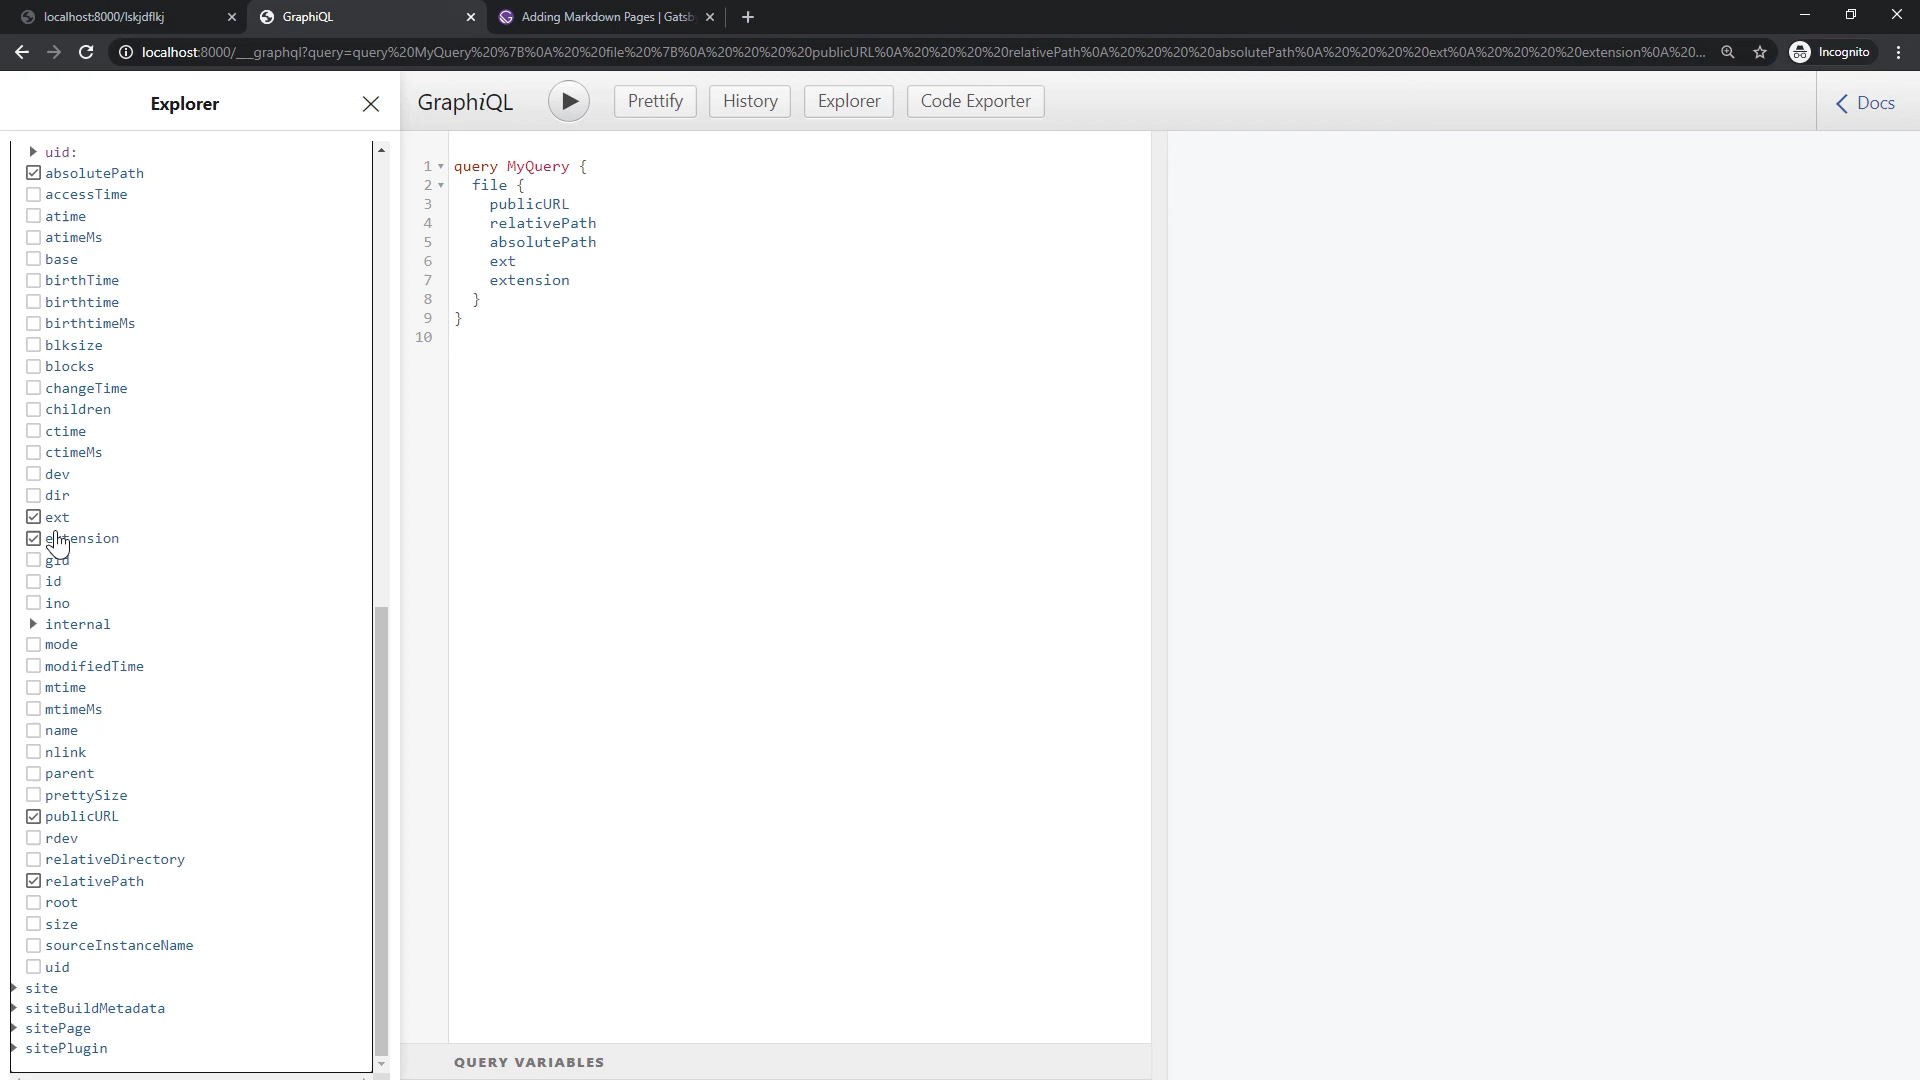 localhost:8000/lskjdflkj
GraphiQL
Adding Markdown Pages | Gatsb
localhost:8000/___graphql?query=query%20MyQuery%20%7B%0A%20%20file%20%7B%0A%20%20%20%20publicURL%0A%20%20%20%20relativePath%0A%20%20%20%20absolutePath%0A%20%20%20%20ext%0A%20%20%20%20extension%0A%20...
Incognito
Explorer
GraphiQL
Prettify
History
Explorer
Code Exporter
Docs
uid:
absolutePath
accessTime
atime
atimeMs
base
birthTime
birthtime
birthtimeMs
blksize
blocks
changeTime
children
ctime
ctimeMs
dev
dir
ext
extension
gid
id
ino
internal
mode
modifiedTime
mtime
mtimeMs
name
nlink
parent
prettySize
publicURL
rdev
relativeDirectory
relativePath
root
size
sourceInstanceName
uid
site
siteBuildMetadata
sitePage
sitePlugin
1 query MyQuery {
2 file {
3 publicURL
4 relativePath
5 absolutePath
6 ext
7 extension
8 }
9 }
10
QUERY VARIABLES